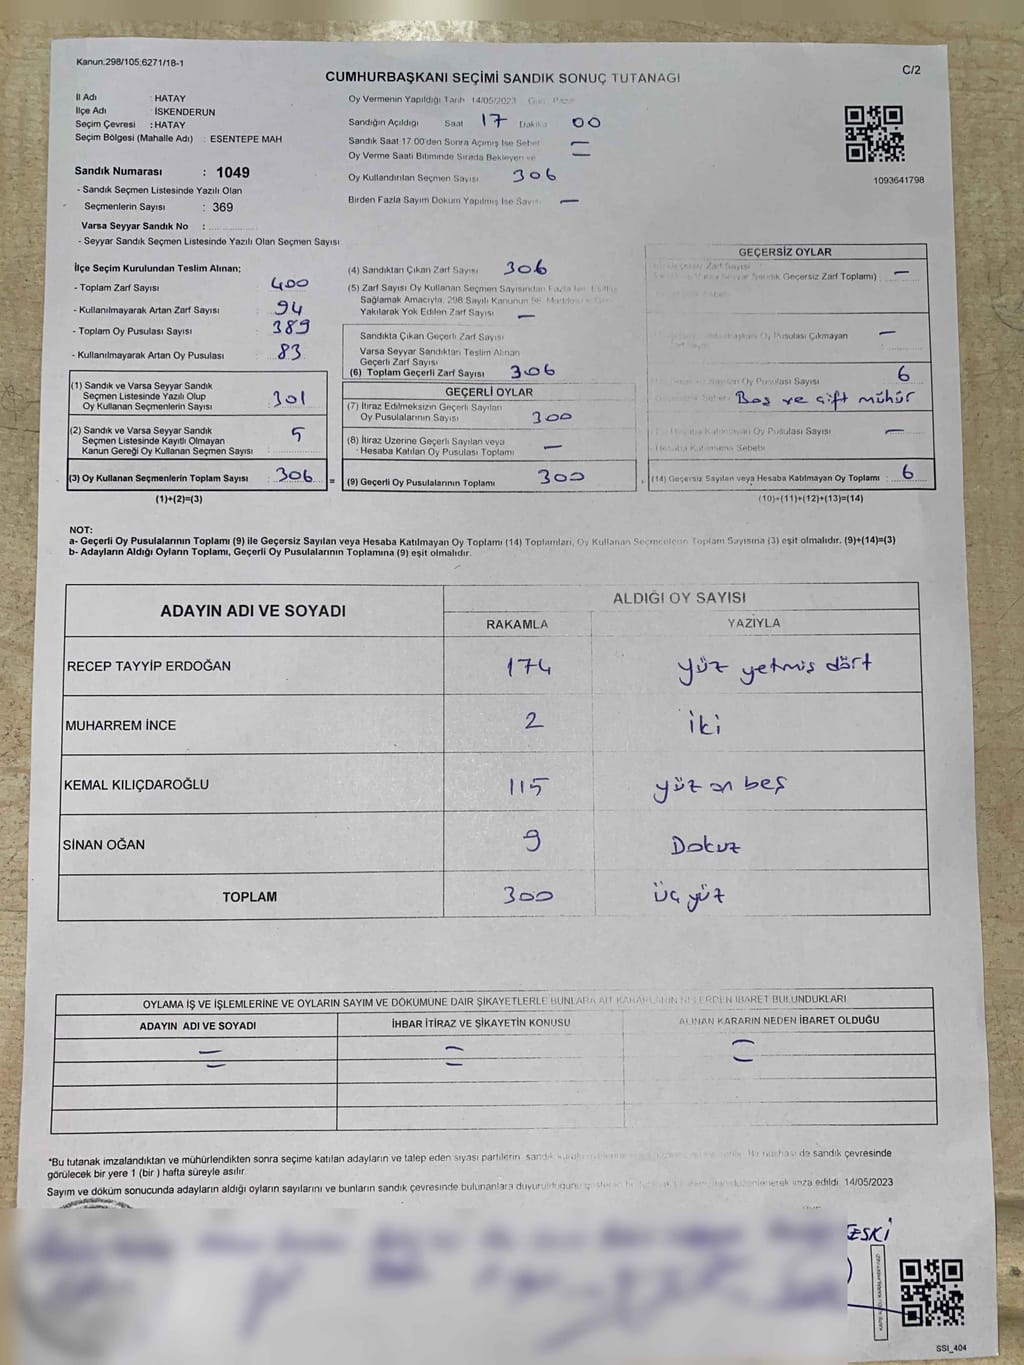 Kanun:298/105;6271/18-1
C/2
CUMHURBAŞKANI SEÇİMİ SANDIK SONUÇ TUTANAĞI
İl Adı : HATAY
İlçe Adı : İSKENDERUN
Seçim Çevresi : HATAY
Seçim Bölgesi (Mahalle Adı) : ESENTEPE MAH
Sandık Numarası : 1049
- Sandık Seçmen Listesinde Yazılı Olan
Seçmenlerin Sayısı : 369
Varsa Seyyar Sandık No :
- Seyyar Sandık Seçmen Listesinde Yazılı Olan Seçmen Sayısı
Oy Vermenin Yapıldığı Tarih 14/05/2023 Gün: Pazar
Sandığın Açıldığı Saat 17 Dakika 00
Sandık Saat 17:00'den Sonra Açılmış İse Sebebi
Oy Verme Saati Bitiminde Sırada Bekleyen ve
Oy Kullandırılan Seçmen Sayısı 306
Birden Fazla Sayım Döküm Yapılmış İse Sayısı —
1093641798
İlçe Seçim Kurulundan Teslim Alınan;
- Toplam Zarf Sayısı 400
- Kullanılmayarak Artan Zarf Sayısı 94
- Toplam Oy Pusulası Sayısı 389
- Kullanılmayarak Artan Oy Pusulası 83
(1) Sandık ve Varsa Seyyar Sandık
Seçmen Listesinde Yazılı Olup
Oy Kullanan Seçmenlerin Sayısı 301
(2) Sandık ve Varsa Seyyar Sandık
Seçmen Listesinde Kayıtlı Olmayan
Kanun Gereği Oy Kullanan Seçmen Sayısı 5
(3) Oy Kullanan Seçmenlerin Toplam Sayısı : 306 =
(1)+(2)=(3)
(4) Sandıktan Çıkan Zarf Sayısı 306
(5) Zarf Sayısı Oy Kullanan Seçmen Sayısından Fazla İse Eşitliği
Sağlamak Amacıyla, 298 Sayılı Kanunun 98. Maddesine Göre
Yakılarak Yok Edilen Zarf Sayısı —
Sandıkta Çıkan Geçerli Zarf Sayısı
Varsa Seyyar Sandıktan Teslim Alınan
Geçerli Zarf Sayısı
(6) Toplam Geçerli Zarf Sayısı 306
GEÇERLİ OYLAR
(7) İtiraz Edilmeksizin Geçerli Sayılan
Oy Pusulasının Sayısı 300
(8) İtiraz Üzerine Geçerli Sayılan veya
Hesaba Katılan Oy Pusulası Toplamı —
(9) Geçerli Oy Pusulalarının Toplamı 300
GEÇERSİZ OYLAR
Geçersiz Zarf Sayısı
Seyyar Sandık Geçersiz Zarf Toplamı) —
Oy Pusulası Çıkmayan
—
Oy Pusulası Sayısı 6
Boş ve çift mühür
Hesaba Katılmayan Oy Pusulası Sayısı —
Hesaba Katılmama Sebebi
(14) Geçersiz Sayılan veya Hesaba Katılmayan Oy Toplamı : 6
(10)+(11)+(12)+(13)=(14)
NOT:
a- Geçerli Oy Pusulalarının Toplamı (9) ile Geçersiz Sayılan veya Hesaba Katılmayan Oy Toplamı (14) Toplamları, Oy Kullanan Seçmenlerin Toplam Sayısına (3) eşit olmalıdır. (9)+(14)=(3)
b- Adayların Aldığı Oyların Toplamı, Geçerli Oy Pusulalarının Toplamına (9) eşit olmalıdır.
ADAYIN ADI VE SOYADI
ALDIĞI OY SAYISI
RAKAMLA YAZIYLA
RECEP TAYYİP ERDOĞAN 174 yüz yetmiş dört
MUHARREM İNCE 2 iki
KEMAL KILIÇDAROĞLU 115 yüz on beş
SİNAN OĞAN 9 Dokuz
TOPLAM 300 üç yüz
OYLAMA İŞ VE İŞLEMLERİNE VE OYLARIN SAYIM VE DÖKÜMÜNE DAİR ŞİKAYETLERLE BUNLARA AİT KARARLARIN NELERDEN İBARET BULUNDUKLARI
ADAYIN ADI VE SOYADI İHBAR İTİRAZ VE ŞİKAYETİN KONUSU ALINAN KARARIN NEDEN İBARET OLDUĞU
*Bu tutanak imzalandıktan ve mühürlendikten sonra seçime katılan adayların ve talep eden siyasi partilerin sandık Bir nüshası da sandık çevresinde
görülecek bir yere 1 (bir ) hafta süreyle asılır.
Sayım ve döküm sonucunda adayların aldığı oyların sayılarını ve bunların sandık çevresinde bulunanlara duyurulduğunu gösteren düzenlenerek imza edildi. 14/05/2023
ESKİ
SSI_404